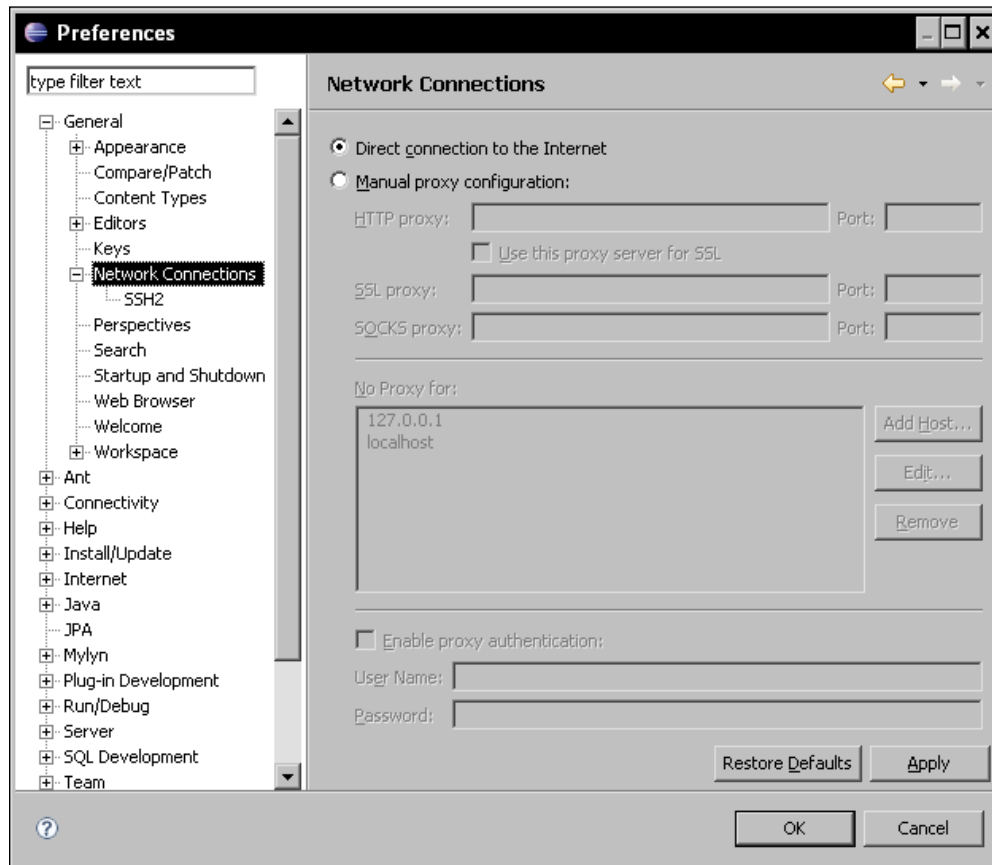 Preferences
type filter text
General
Appearance
Compare/Patch
Content Types
Editors
Keys
Network Connections
SSH2
Perspectives
Search
Startup and Shutdown
Web Browser
Welcome
Workspace
Ant
Connectivity
Help
Install/Update
Internet
Java
JPA
Mylyn
Plug-in Development
Run/Debug
Server
SQL Development
Team
Network Connections
Direct connection to the Internet
Manual proxy configuration:
HTTP proxy: Port:
Use this proxy server for SSL
SSL proxy: Port:
SOCKS proxy: Port:
No Proxy for:
127.0.0.1
localhost
Add Host...
Edit...
Remove
Enable proxy authentication:
User Name:
Password:
Restore Defaults Apply
? OK Cancel